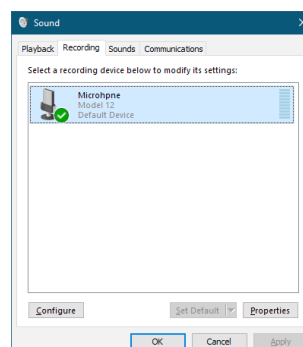 Sound
Playback Recording Sounds Communications
Select a recording device below to modify its settings:
Microhpne
Model 12
Default Device
Configure Set Default Properties
OK Cancel Apply